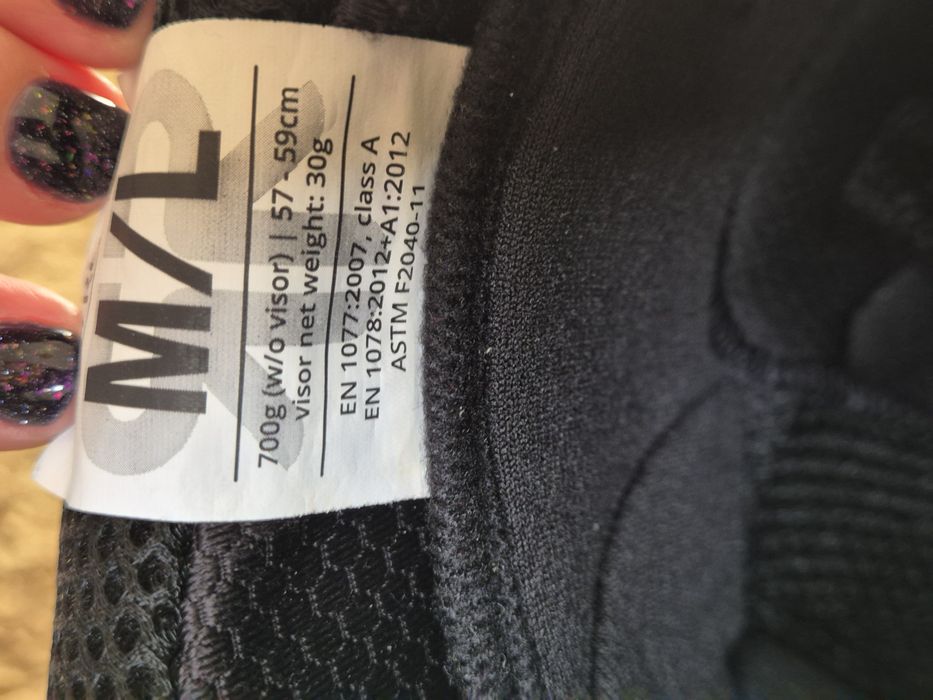 M/L
700g (w/o visor) | 57 - 59cm
visor net weight: 30g
EN 1077:2007, class A
EN 1078:2012+A1:2012
ASTM F2040-11